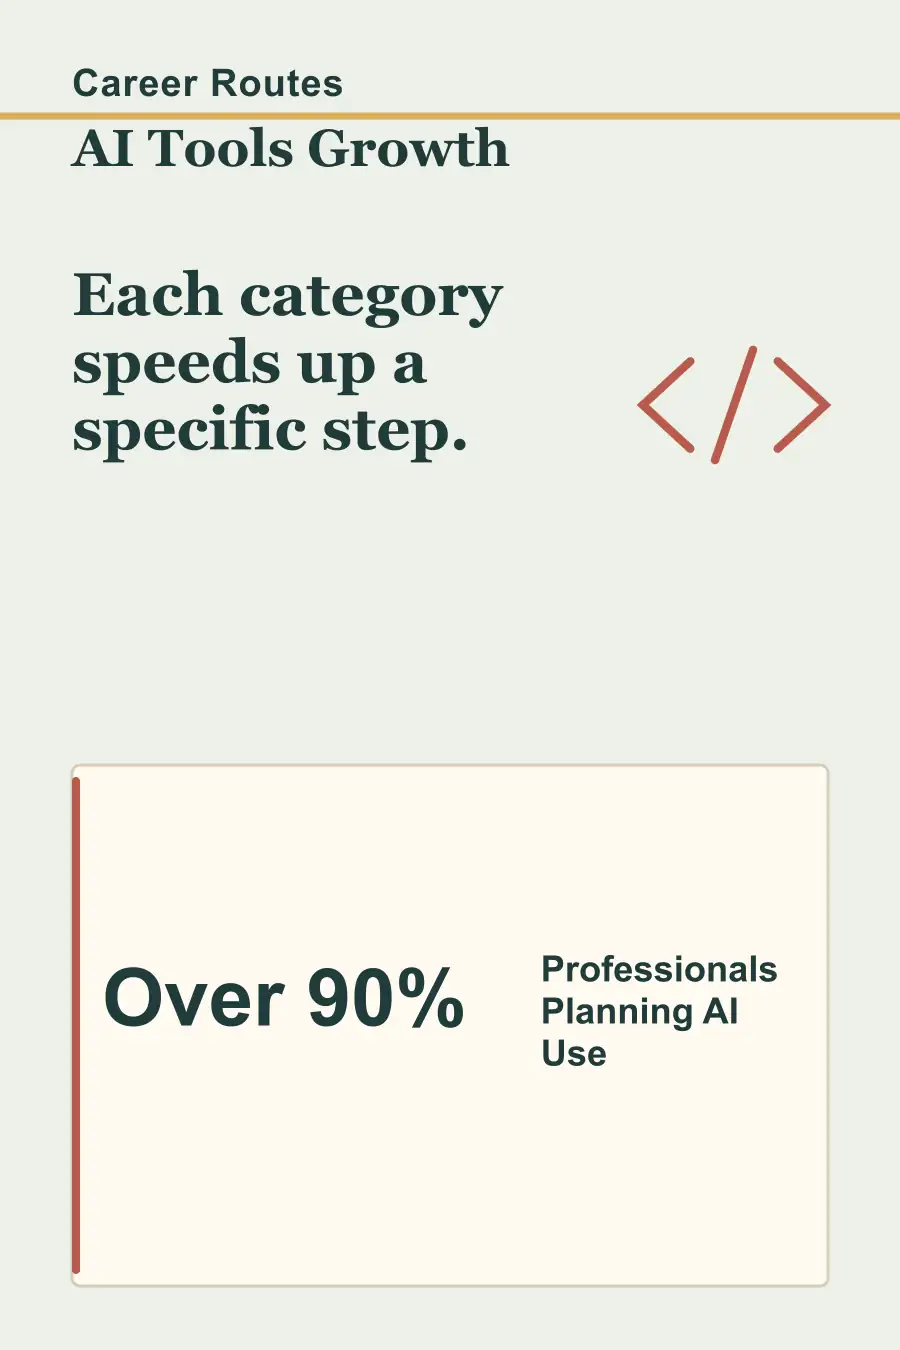 Career Routes
AI Tools Growth
Each category
speeds up a
specific step.
Over 90%
Professionals
Planning AI
Use